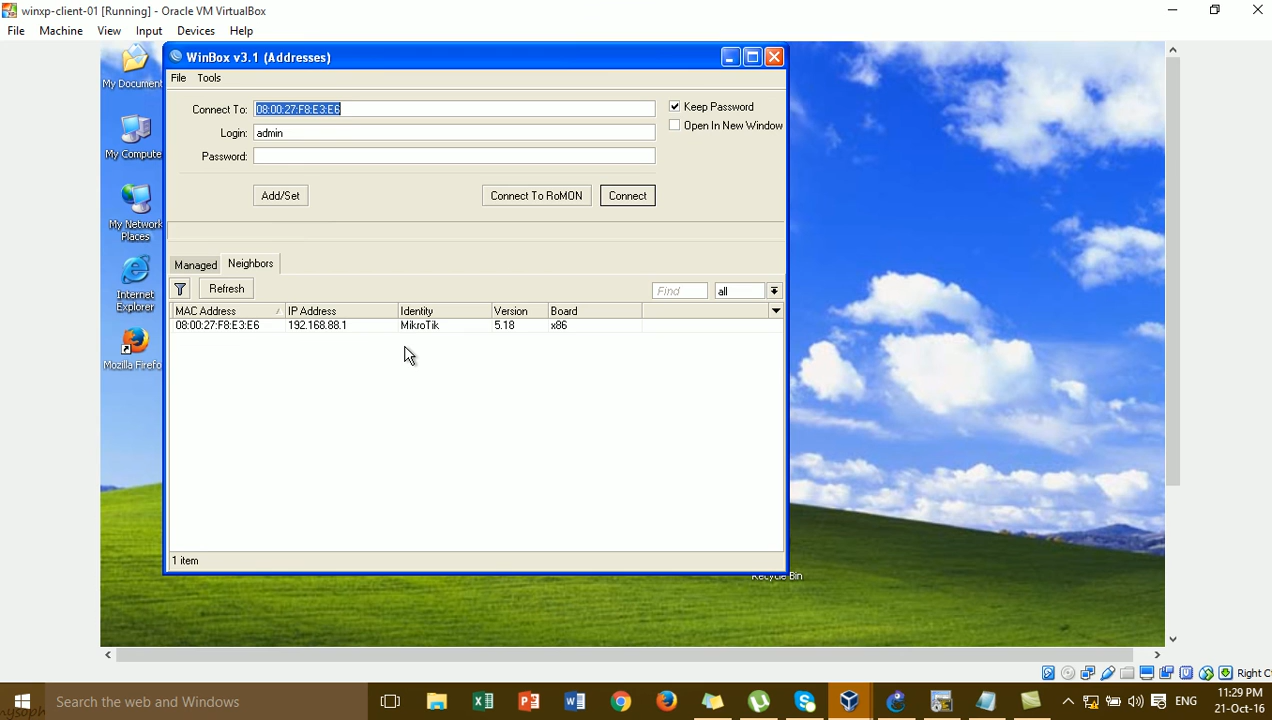 winxp-client-01 [Running] - Oracle VM VirtualBox
File Machine View Input Devices Help
My Document
My Compute
My Network
Places
Internet
Explorer
Mozilla Firefo
Recycle Bin
WinBox v3.1 (Addresses)
File Tools
Connect To: 08:00:27:F8:E3:E6
Keep Password
Login: admin
Open In New Window
Password:
Add/Set Connect To RoMON Connect
Managed Neighbors
Refresh Find all
MAC Address IP Address Identity Version Board
08:00:27:F8:E3:E6 192.168.88.1 MikroTik 5.18 x86
1 item
Right C
Search the web and Windows
ENG
11:29 PM
21-Oct-16